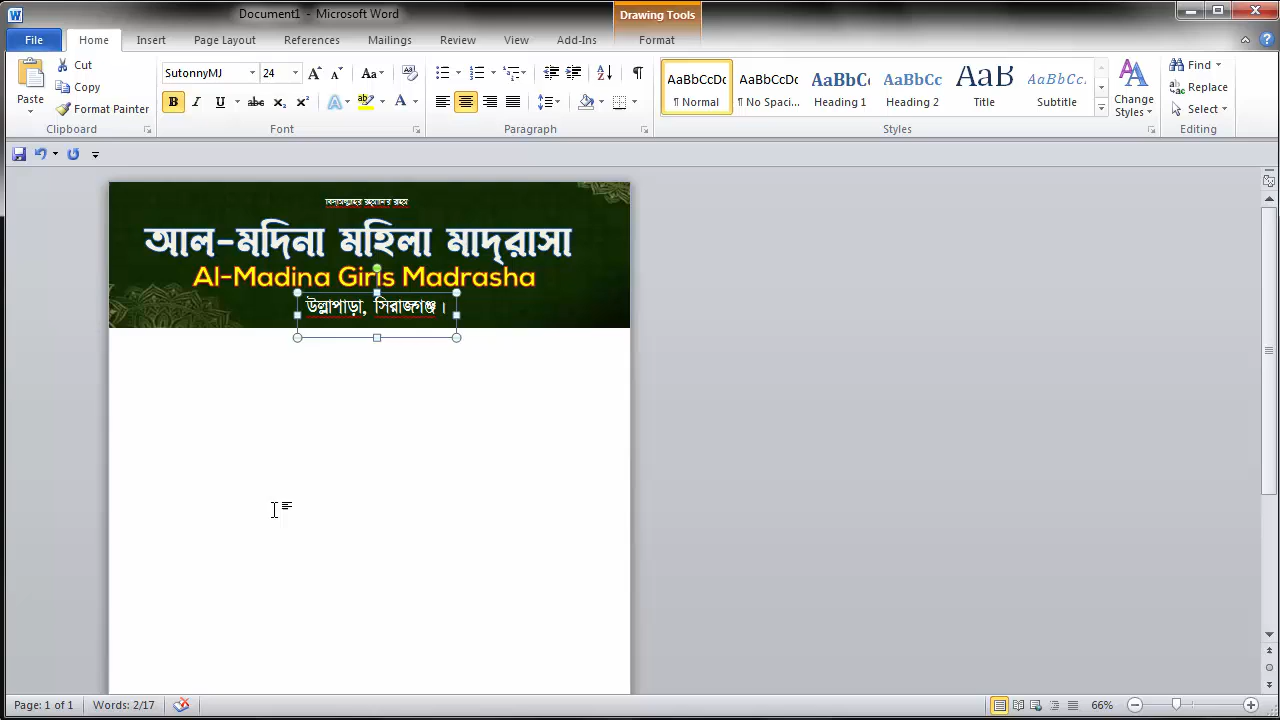 Document1 - Microsoft Word
Drawing Tools
File Home Insert Page Layout References Mailings Review View Add-Ins Format
Paste
Cut
Copy
Format Painter
Clipboard
SutonnyMJ 24
Font
Paragraph
AaBbCcDc AaBbCcDc AaBbC AaBbCc AaB AaBbCc.
¶ Normal ¶ No Spaci... Heading 1 Heading 2 Title Subtitle
Change Styles
Styles
Find
Replace
Select
Editing
আল-মদিনা মহিলা মাদ্রাসা
Al-Madina Giris Madrasha
উল্লাপাড়া, সিরাজগঞ্জ।
Page: 1 of 1 Words: 2/17 66%